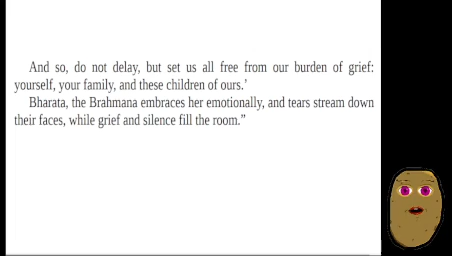 And so, do not delay, but set us all free from our burden of grief:
yourself, your family, and these children of ours.’
Bharata, the Brahmana embraces her emotionally, and tears stream down
their faces, while grief and silence fill the room.”